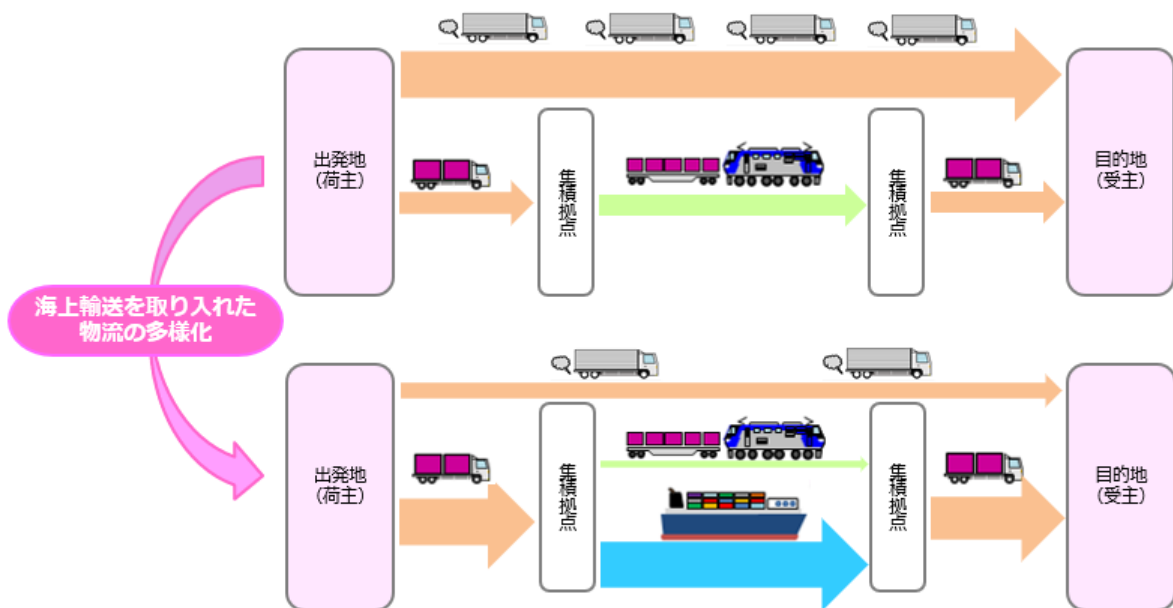 出発地
(荷主)
集積拠点
集積拠点
目的地
(受主)
海上輸送を取り入れた
物流の多様化
出発地
(荷主)
集積拠点
集積拠点
目的地
(受主)